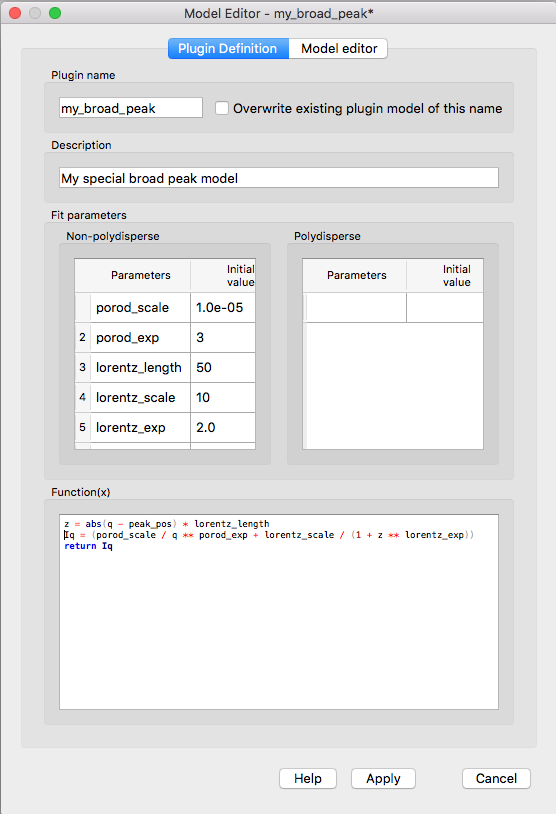 Model Editor - my_broad_peak*
Plugin Definition
Model editor
Plugin name
my_broad_peak
Overwrite existing plugin model of this name
Description
My special broad peak model
Fit parameters
Non-polydisperse
Polydisperse
Parameters Initial value
porod_scale 1.0e-05
2 porod_exp 3
3 lorentz_length 50
4 lorentz_scale 10
5 lorentz_exp 2.0
Parameters Initial value
Function(x)
z = abs(q - peak_pos) * lorentz_length
Iq = (porod_scale / q ** porod_exp + lorentz_scale / (1 + z ** lorentz_exp))
return Iq
Help
Apply
Cancel